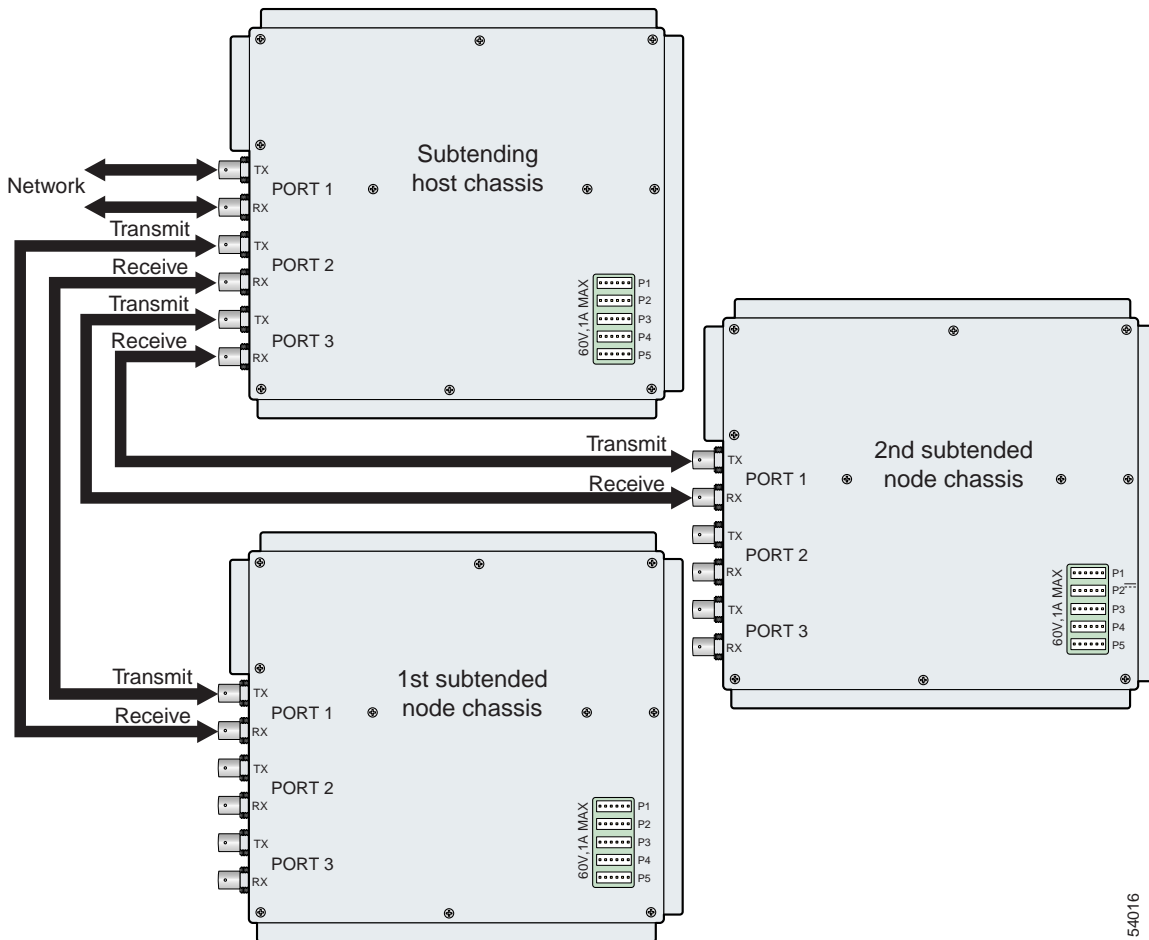 Subtending
host chassis
Network
TX
PORT 1
RX
Transmit
TX
PORT 2
Receive
RX
Transmit
TX
PORT 3
Receive
RX
60V,1A MAX
P1
P2
P3
P4
P5
2nd subtended
node chassis
Transmit
TX
PORT 1
Receive
RX
TX
PORT 2
RX
TX
PORT 3
RX
60V,1A MAX
P1
P2
P3
P4
P5
1st subtended
node chassis
Transmit
TX
PORT 1
Receive
RX
TX
PORT 2
RX
TX
PORT 3
RX
60V,1A MAX
P1
P2
P3
P4
P5
54016